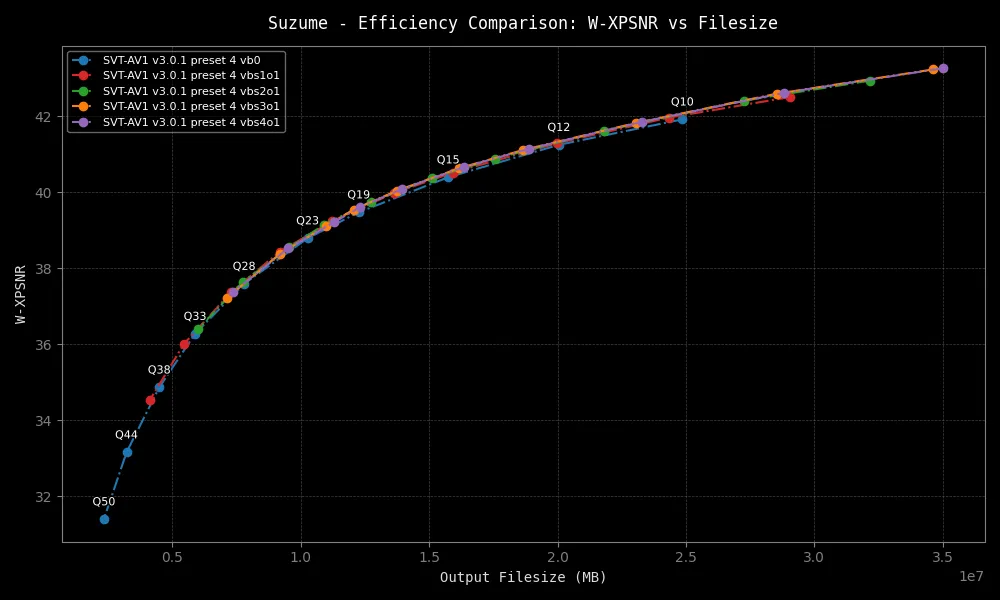 Suzume - Efficiency Comparison: W-XPSNR vs Filesize
SVT-AV1 v3.0.1 preset 4 vb0
SVT-AV1 v3.0.1 preset 4 vbs1o1
SVT-AV1 v3.0.1 preset 4 vbs2o1
SVT-AV1 v3.0.1 preset 4 vbs3o1
SVT-AV1 v3.0.1 preset 4 vbs4o1
Q10
Q12
Q15
Q19
Q23
Q28
Q33
Q38
Q44
Q50
W-XPSNR
42
40
38
36
34
32
0.5 1.0 1.5 2.0 2.5 3.0 3.5
1e7
Output Filesize (MB)